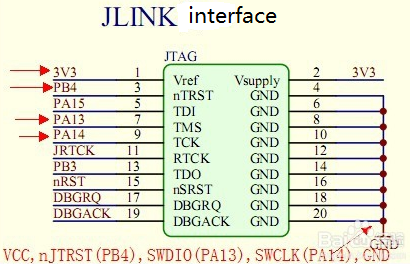 JLINK interface
JTAG
3V3 1 Vref Vsupply 2 3V3
PB4 3 nTRST GND 4
PA15 5 TDI GND 6
PA13 7 TMS GND 8
PA14 9 TCK GND 10
JRTCK 11 RTCK GND 12
PB3 13 TDO GND 14
nRST 15 nSRST GND 16
DBGRQ 17 DBGRQ GND 18
DBGACK 19 DBGACK GND 20
GND
VCC, nJTRST(PB4), SWDIO(PA13), SWCLK(PA14), GND